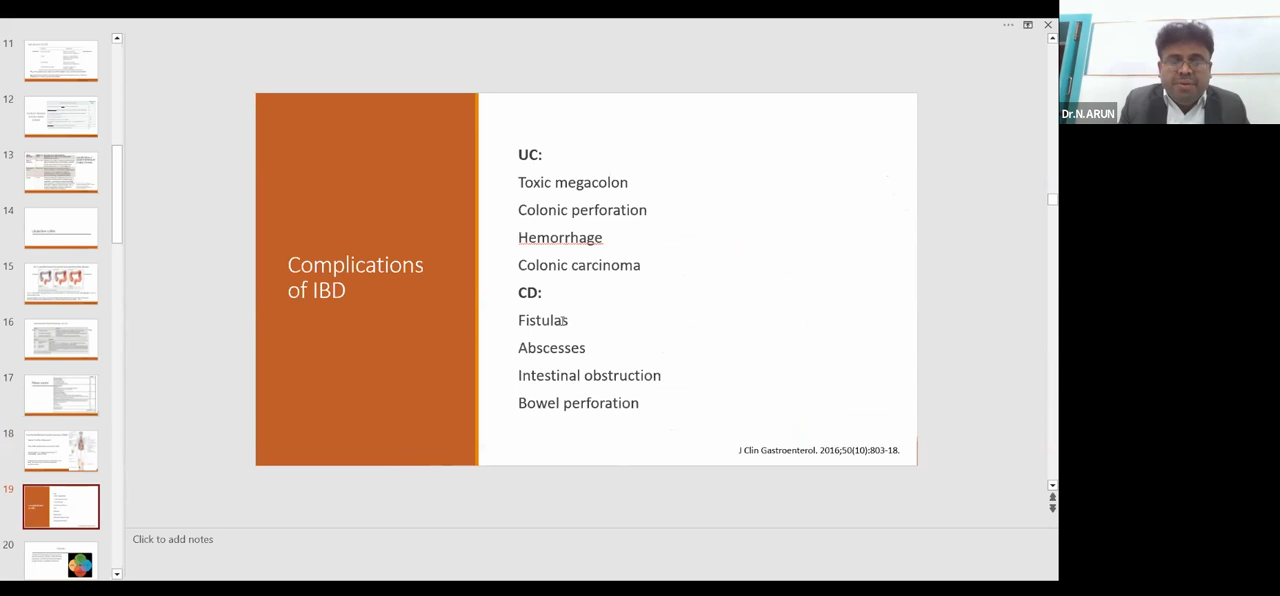 11
12
13
14
15
16
17
18
19
20
Complications
of IBD
UC:
Toxic megacolon
Colonic perforation
Hemorrhage
Colonic carcinoma
CD:
Fistulas
Abscesses
Intestinal obstruction
Bowel perforation
J Clin Gastroenterol. 2016;50(10):803-18.
Click to add notes
Dr.N.ARUN